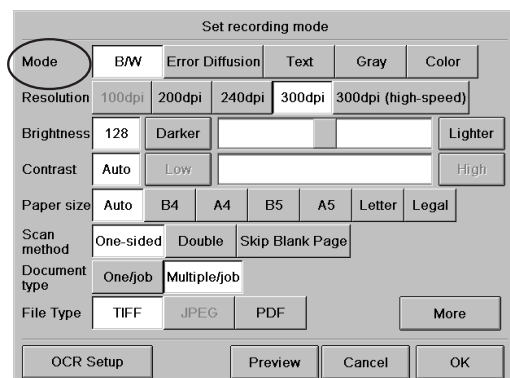 Set recording mode
Mode B/W Error Diffusion Text Gray Color
Resolution 100dpi 200dpi 240dpi 300dpi 300dpi (high-speed)
Brightness 128 Darker Lighter
Contrast Auto Low High
Paper size Auto B4 A4 B5 A5 Letter Legal
Scan method One-sided Double Skip Blank Page
Document type One/job Multiple/job
File Type TIFF JPEG PDF More
OCR Setup Preview Cancel OK